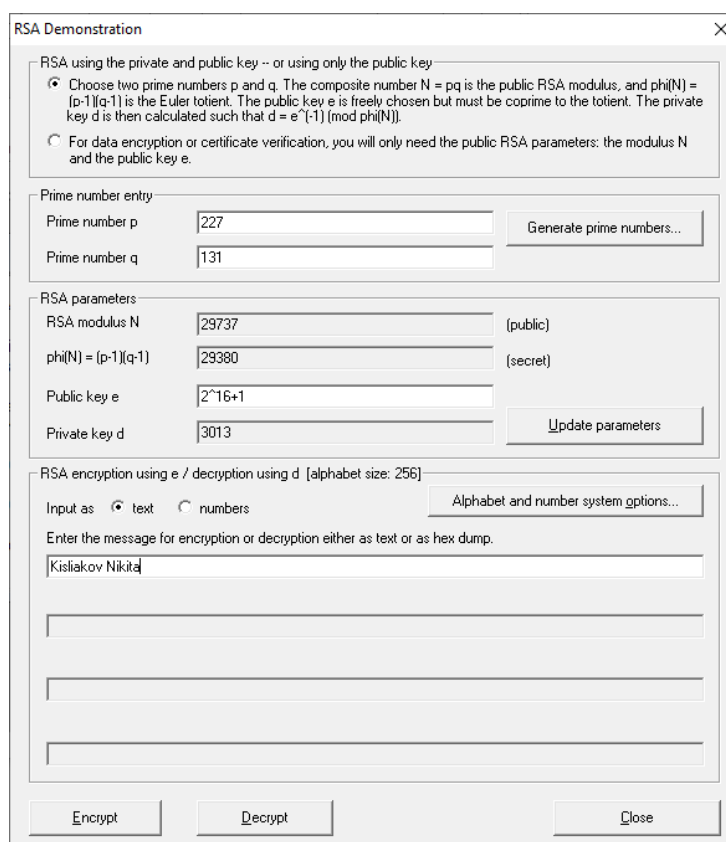 RSA Demonstration
RSA using the private and public key -- or using only the public key
Choose two prime numbers p and q. The composite number N = pq is the public RSA modulus, and phi(N) =
(p-1)(q-1) is the Euler totient. The public key e is freely chosen but must be coprime to the totient. The private
key d is then calculated such that d = e^(-1) (mod phi(N)).
For data encryption or certificate verification, you will only need the public RSA parameters: the modulus N
and the public key e.
Prime number entry
Prime number p 227 Generate prime numbers...
Prime number q 131
RSA parameters
RSA modulus N 29737 (public)
phi(N) = (p-1)(q-1) 29380 (secret)
Public key e 2^16+1
Private key d 3013 Update parameters
RSA encryption using e / decryption using d [alphabet size: 256]
Input as text numbers Alphabet and number system options...
Enter the message for encryption or decryption either as text or as hex dump.
Kisliakov Nikita
Encrypt Decrypt Close